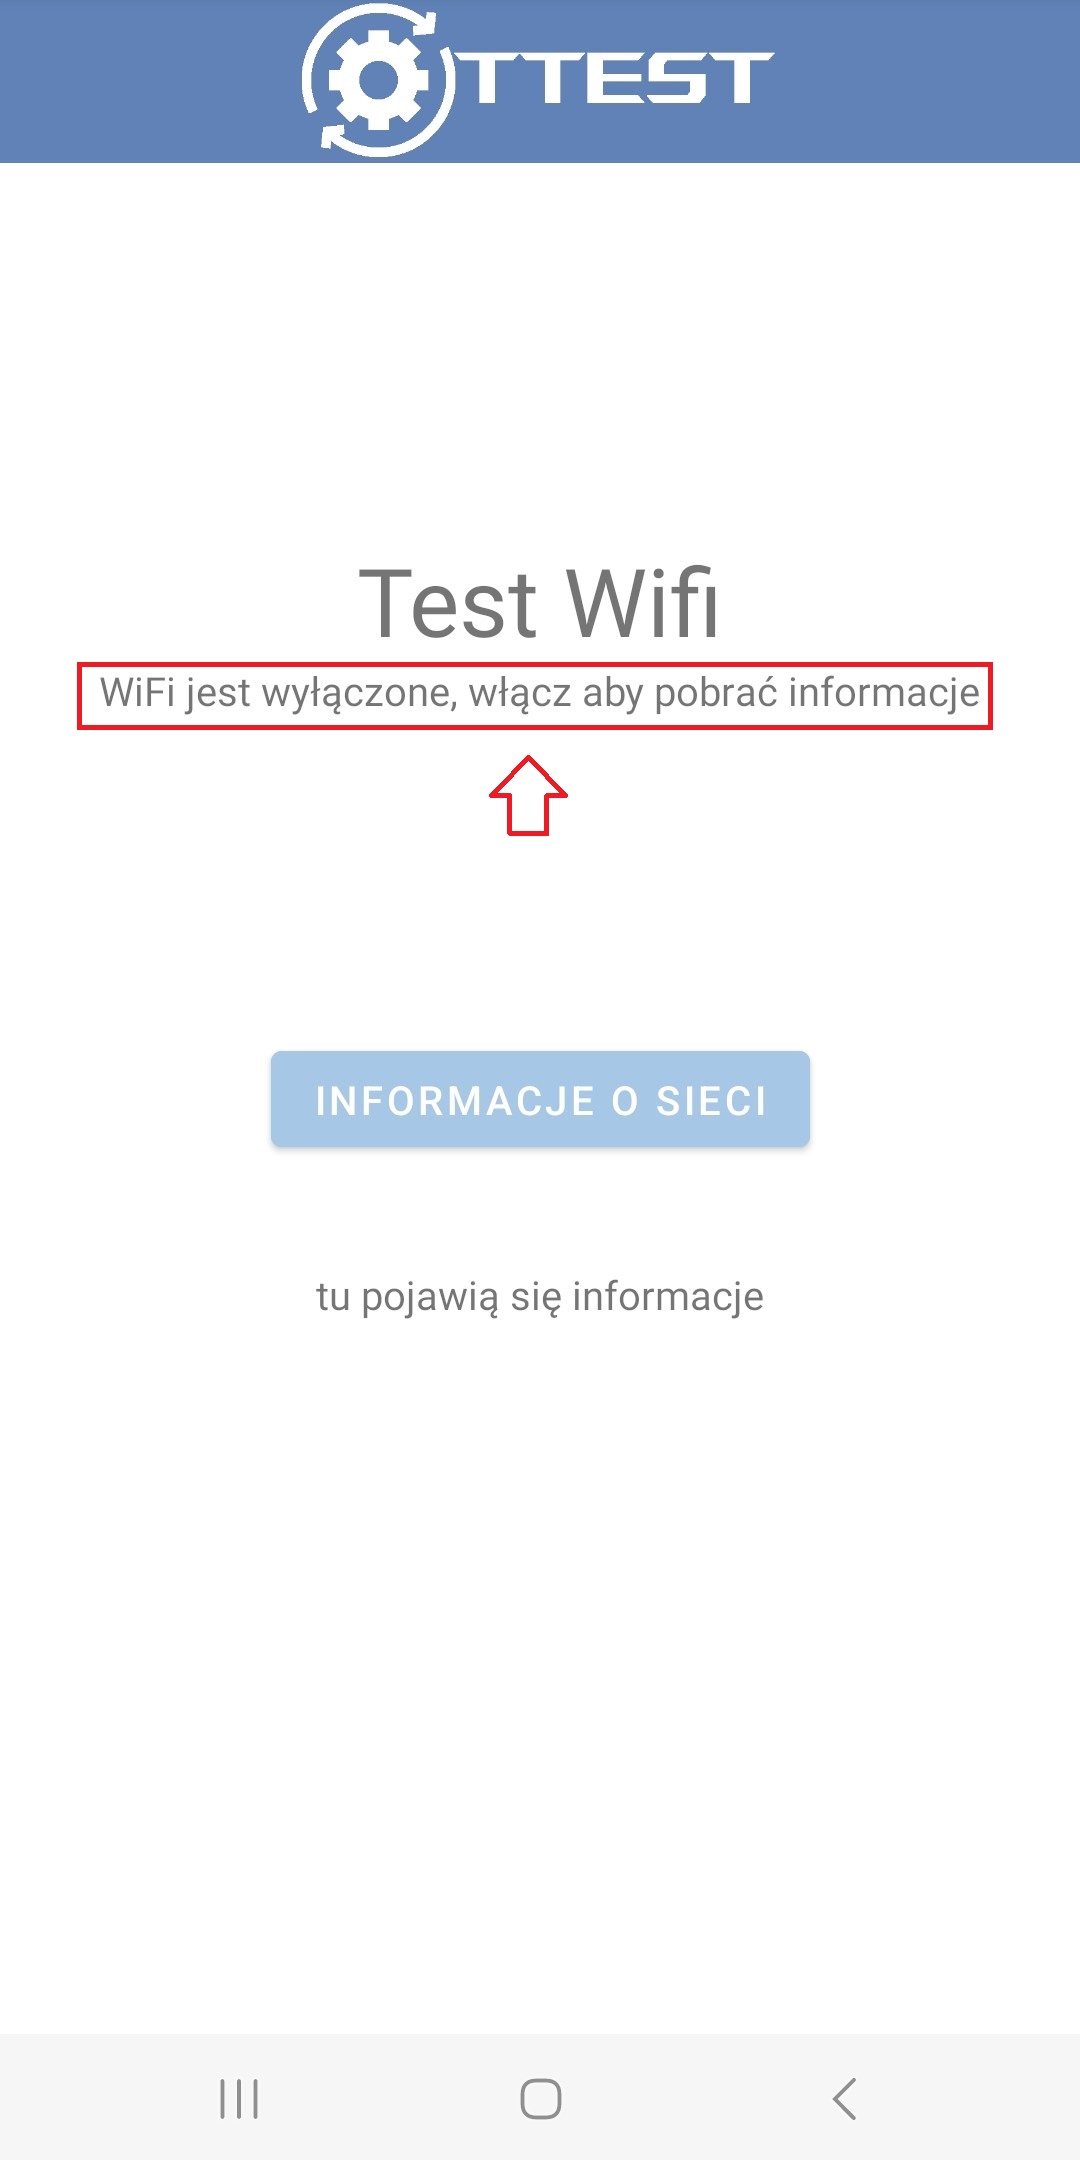 TTEST
Test Wifi
WiFi jest wyłączone, włącz aby pobrać informacje
INFORMACJE O SIECI
tu pojawią się informacje